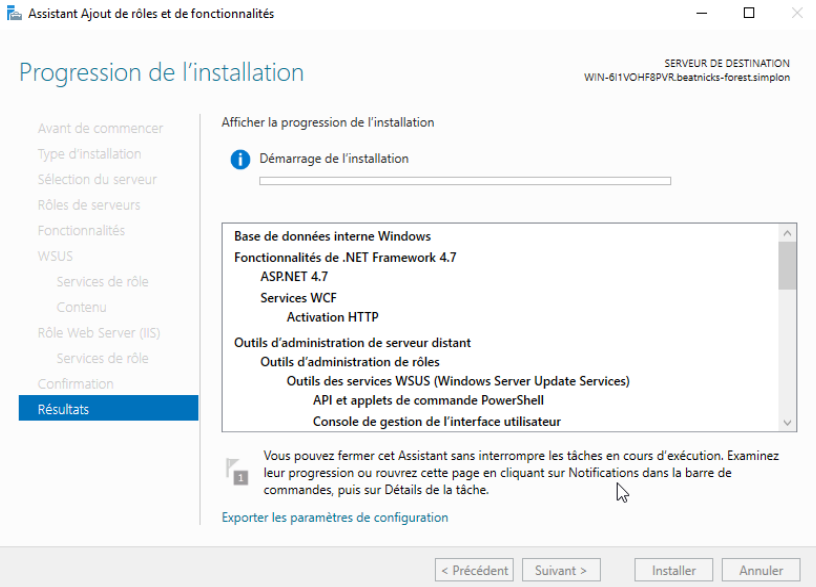 Assistant Ajout de rôles et de fonctionnalités
Progression de l'installation
SERVEUR DE DESTINATION
WIN-6I1VOHF8PVR.beatnicks-forest.simplon
Avant de commencer
Type d'installation
Sélection du serveur
Rôles de serveurs
Fonctionnalités
WSUS
Services de rôle
Contenu
Rôle Web Server (IIS)
Services de rôle
Confirmation
Résultats
Afficher la progression de l'installation
Démarrage de l'installation
Base de données interne Windows
Fonctionnalités de .NET Framework 4.7
ASP.NET 4.7
Services WCF
Activation HTTP
Outils d'administration de serveur distant
Outils d'administration de rôles
Outils des services WSUS (Windows Server Update Services)
API et applets de commande PowerShell
Console de gestion de l'interface utilisateur
1
Vous pouvez fermer cet Assistant sans interrompre les tâches en cours d'exécution. Examinez
leur progression ou rouvrez cette page en cliquant sur Notifications dans la barre de
commandes, puis sur Détails de la tâche.
Exporter les paramètres de configuration
< Précédent
Suivant >
Installer
Annuler